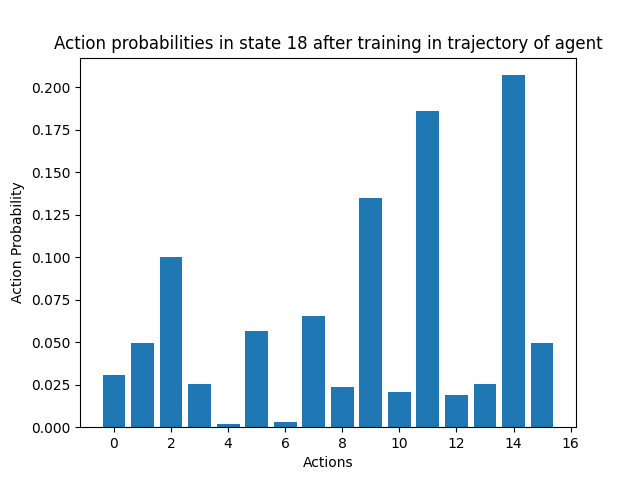 Action probabilities in state 18 after training in trajectory of agent
0.200
0.175
0.150
0.125
0.100
0.075
0.050
0.025
0.000
Action Probability
0 2 4 6 8 10 12 14 16
Actions